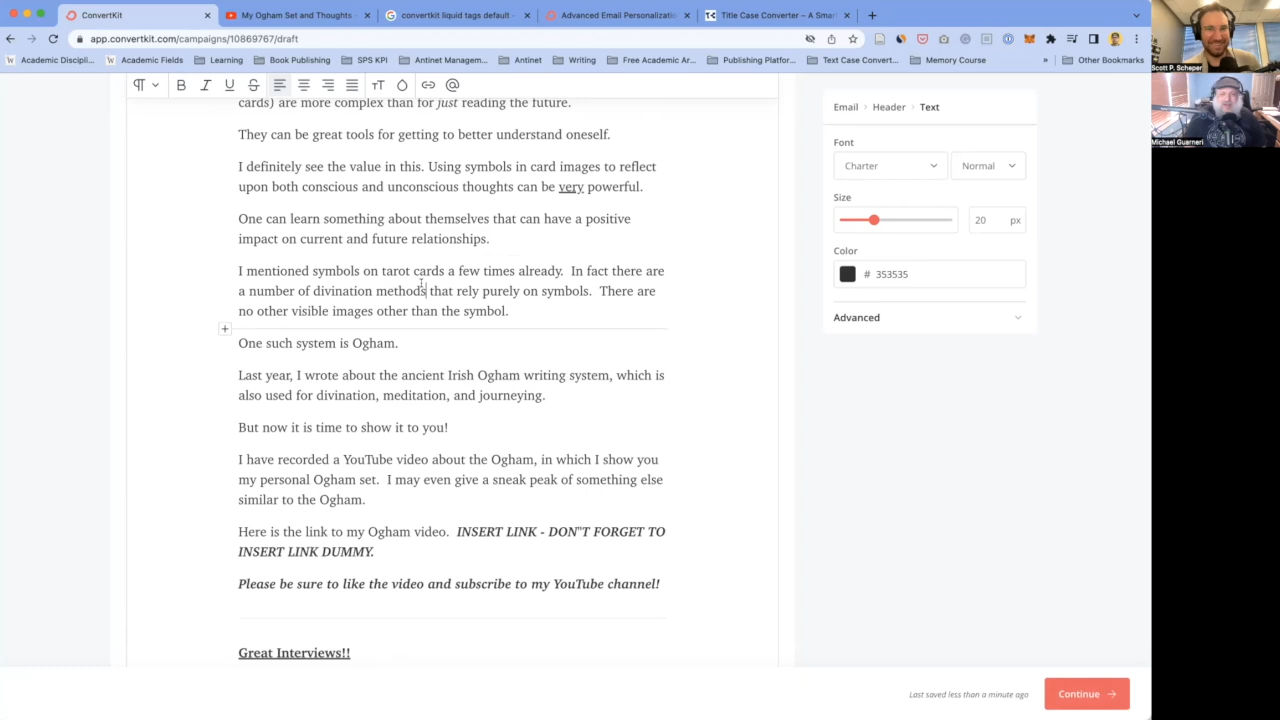 ConvertKit
My Ogham Set and Thoughts -
convertkit liquid tags default -
Advanced Email Personalizatio
Title Case Converter – A Smar
app.convertkit.com/campaigns/10869767/draft
Academic Discipli...
Academic Fields
Learning
SPS KPI
Antinet Managem...
Antinet
Writing
Free Academic Ar...
Publishing Platfor...
Text Case Convert...
Memory Course
»
Other Bookmarks
Scott P. Scheper
Michael Guarneri
cards) are more complex than for just reading the future.
They can be great tools for getting to better understand oneself.
I definitely see the value in this. Using symbols in card images to reflect
upon both conscious and unconscious thoughts can be very powerful.
One can learn something about themselves that can have a positive
impact on current and future relationships.
I mentioned symbols on tarot cards a few times already.  In fact there are
a number of divination methods that rely purely on symbols.  There are
no other visible images other than the symbol.
One such system is Ogham.
Last year, I wrote about the ancient Irish Ogham writing system, which is
also used for divination, meditation, and journeying.
But now it is time to show it to you!
I have recorded a YouTube video about the Ogham, in which I show you
my personal Ogham set.  I may even give a sneak peak of something else
similar to the Ogham.
Here is the link to my Ogham video.  INSERT LINK - DON"T FORGET TO
INSERT LINK DUMMY.
Please be sure to like the video and subscribe to my YouTube channel!
Great Interviews!!
Email > Header > Text
Font
Charter
Normal
Size
20 px
Color
# 353535
Advanced
Last saved less than a minute ago
Continue →